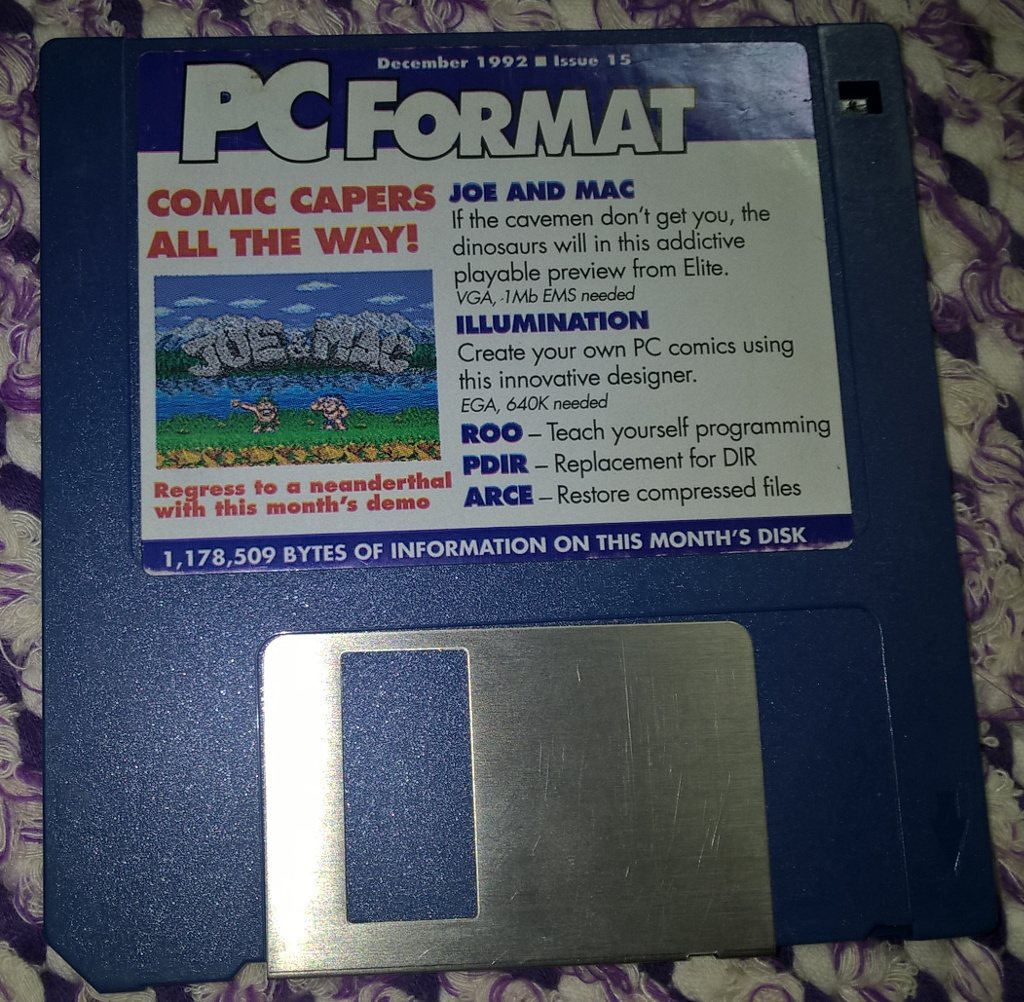 December 1992 ■ Issue 15
PC FORMAT
COMIC CAPERS
ALL THE WAY!
JOE & MAC
Regress to a neanderthal
with this month's demo
JOE AND MAC
If the cavemen don't get you, the
dinosaurs will in this addictive
playable preview from Elite.
VGA, 1Mb EMS needed
ILLUMINATION
Create your own PC comics using
this innovative designer.
EGA, 640K needed
ROO – Teach yourself programming
PDIR – Replacement for DIR
ARCE – Restore compressed files
1,178,509 BYTES OF INFORMATION ON THIS MONTH'S DISK